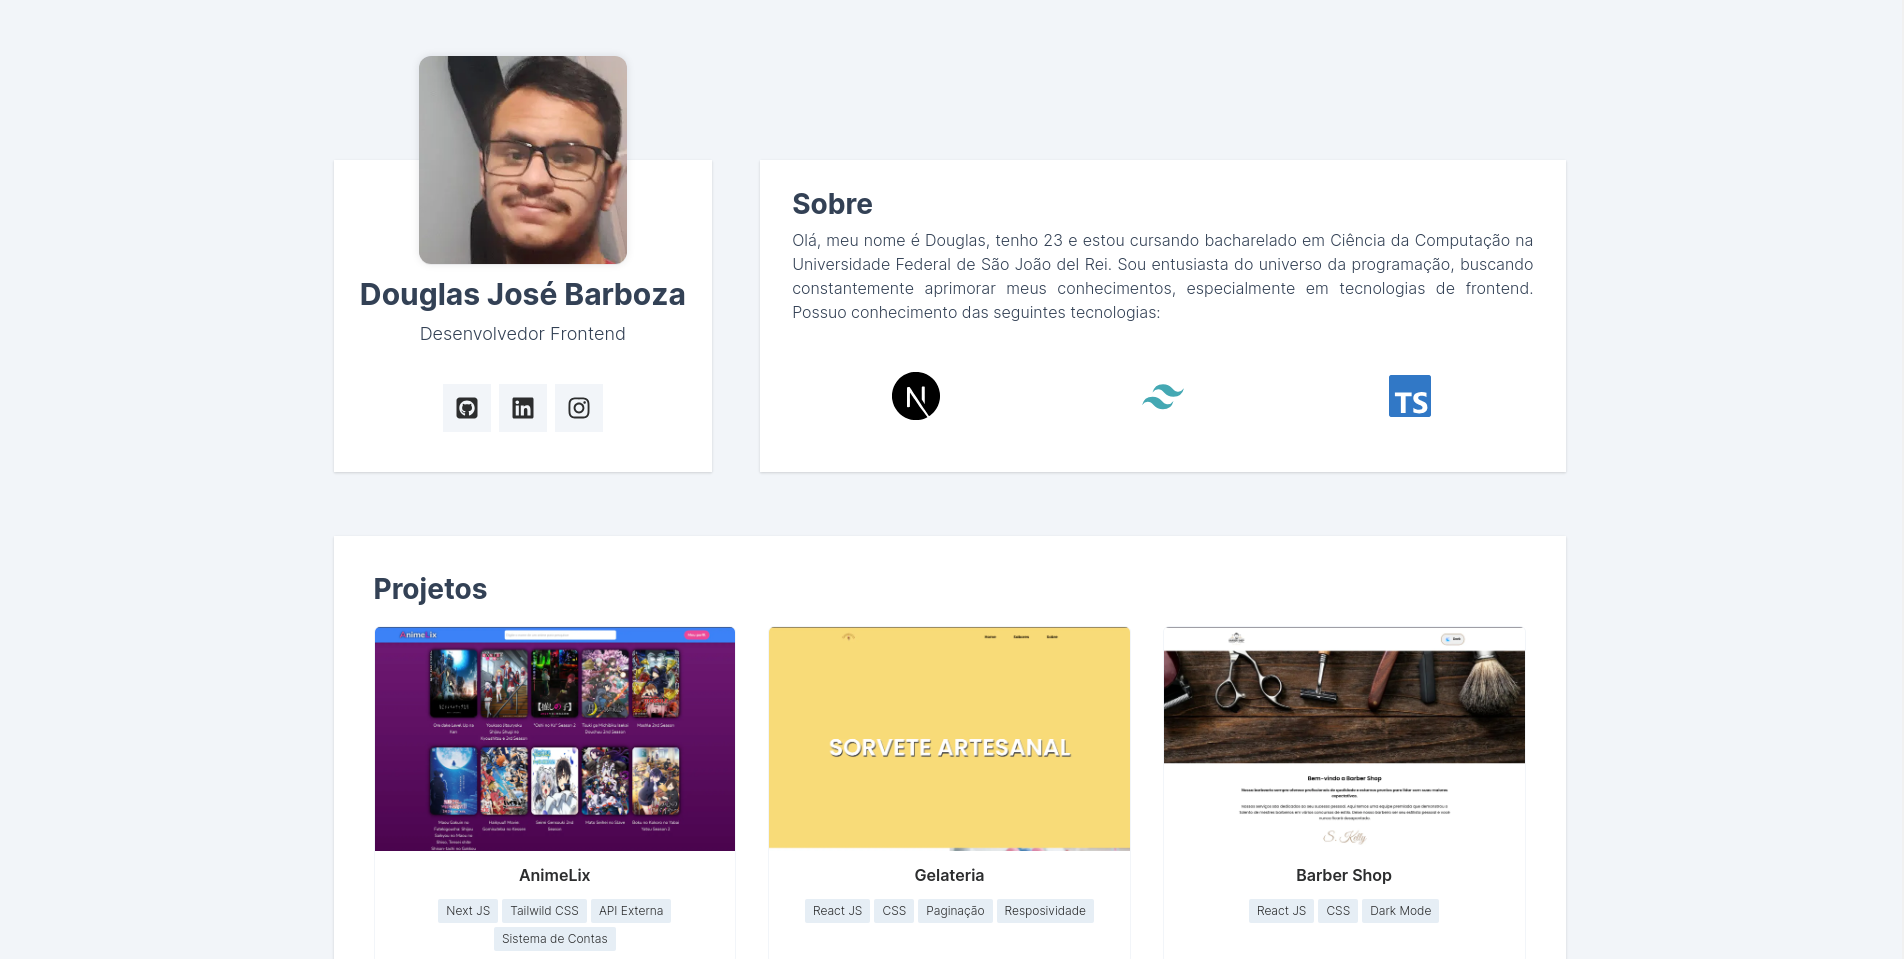 Douglas José Barboza
Desenvolvedor Frontend
Sobre
Olá, meu nome é Douglas, tenho 23 e estou cursando bacharelado em Ciência da Computação na
Universidade Federal de São João del Rei. Sou entusiasta do universo da programação, buscando
constantemente aprimorar meus conhecimentos, especialmente em tecnologias de frontend.
Possuo conhecimento das seguintes tecnologias:
N
TS
Projetos
SORVETE ARTESANAL
Bem-vindo a Barber Shop
S. Kelly
AnimeLix
Next JS
Tailwild CSS
API Externa
Sistema de Contas
Gelateria
React JS
CSS
Paginação
Resposividade
Barber Shop
React JS
CSS
Dark Mode